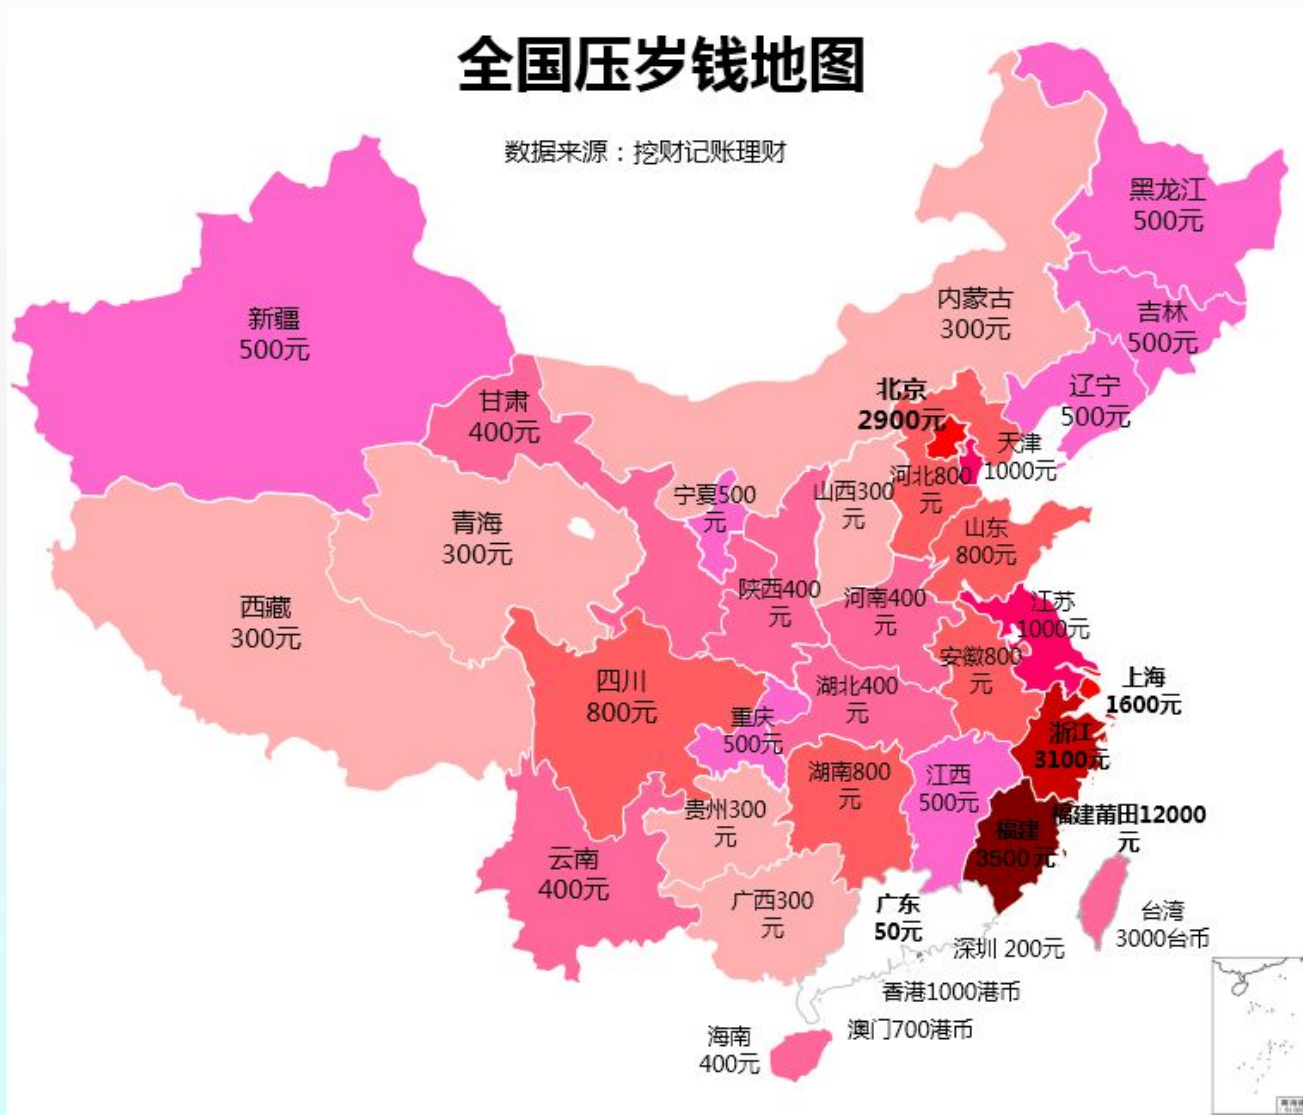 全国压岁钱地图
数据来源：挖财记账理财
黑龙江
500元
内蒙古
300元
吉林
500元
新疆
500元
辽宁
500元
北京
2900元
甘肃
400元
天津
1000元
河北800
元
宁夏500
元
山西300
元
青海
300元
山东
800元
陕西400
元
河南400
元
西藏
300元
江苏
1000元
安徽800
元
四川
800元
湖北400
元
上海
1600元
重庆
500元
浙江
3100元
湖南800
元
江西
500元
贵州300
元
福建莆田12000
元
福建
3500元
云南
400元
广西300
元
广东
50元
台湾
3000台币
深圳 200元
香港1000港币
澳门700港币
海南
400元